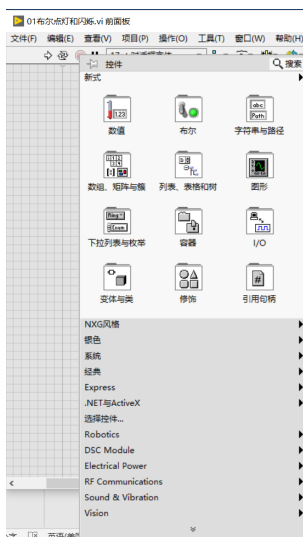 01布尔点灯和闪烁.vi 前面板
文件(F) 编辑(E) 查看(V) 项目(P) 操作(O) 工具(T) 窗口(W) 帮助(H)
控件 搜索
新式
1.23
abc
Path
数值 布尔 字符串与路径
数组、矩阵与簇 列表、表格和树 图形
Ring
Enum
下拉列表与枚举 容器 I/O
#
变体与类 修饰 引用句柄
NXG风格
银色
系统
经典
Express
.NET与ActiveX
选择控件...
Robotics
DSC Module
Electrical Power
RF Communications
Sound & Vibration
Vision